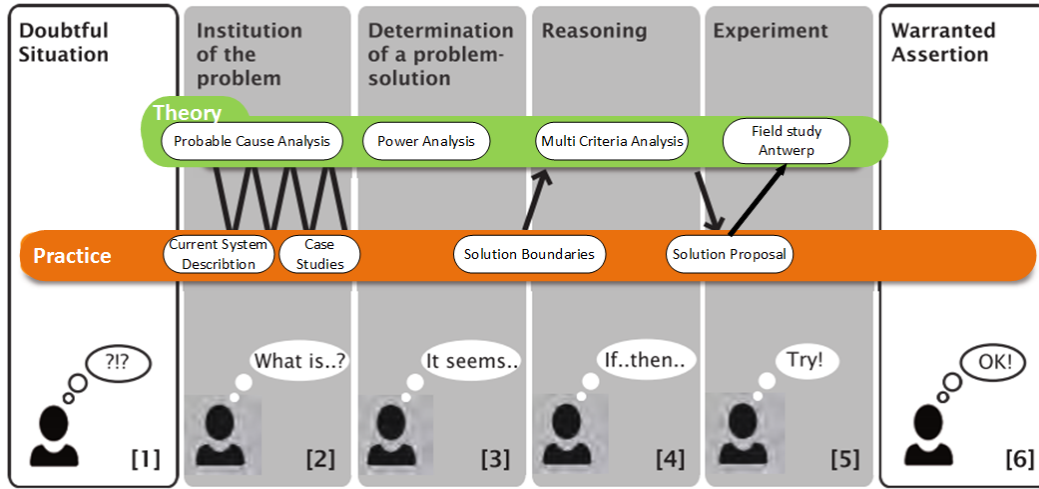 Doubtful
Situation
Institution
of the
problem
Determination
of a problem-
solution
Reasoning
Experiment
Warranted
Assertion
Theory
Probable Cause Analysis
Power Analysis
Multi Criteria Analysis
Field study
Antwerp
Practice
Current System
Describtion
Case
Studies
Solution Boundaries
Solution Proposal
?!?
What is..?
It seems..
If..then..
Try!
OK!
[1]
[2]
[3]
[4]
[5]
[6]